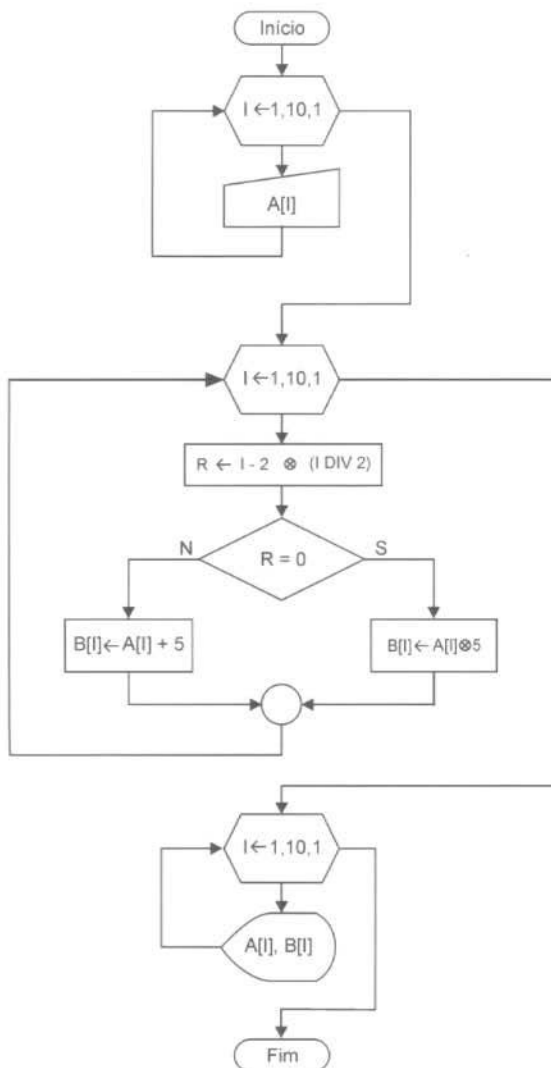 Início
I ← 1,10,1
A[I]
I ← 1,10,1
R ← I - 2 ⊗ (I DIV 2)
N
R = 0
S
B[I] ← A[I] + 5
B[I] ← A[I]⊗5
I ← 1,10,1
A[I], B[I]
Fim